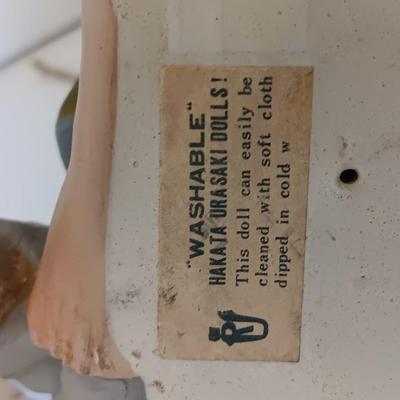 "WASHABLE"
HAKATA URASAKI DOLLS!
This doll can easily be
cleaned with soft cloth
dipped in cold w